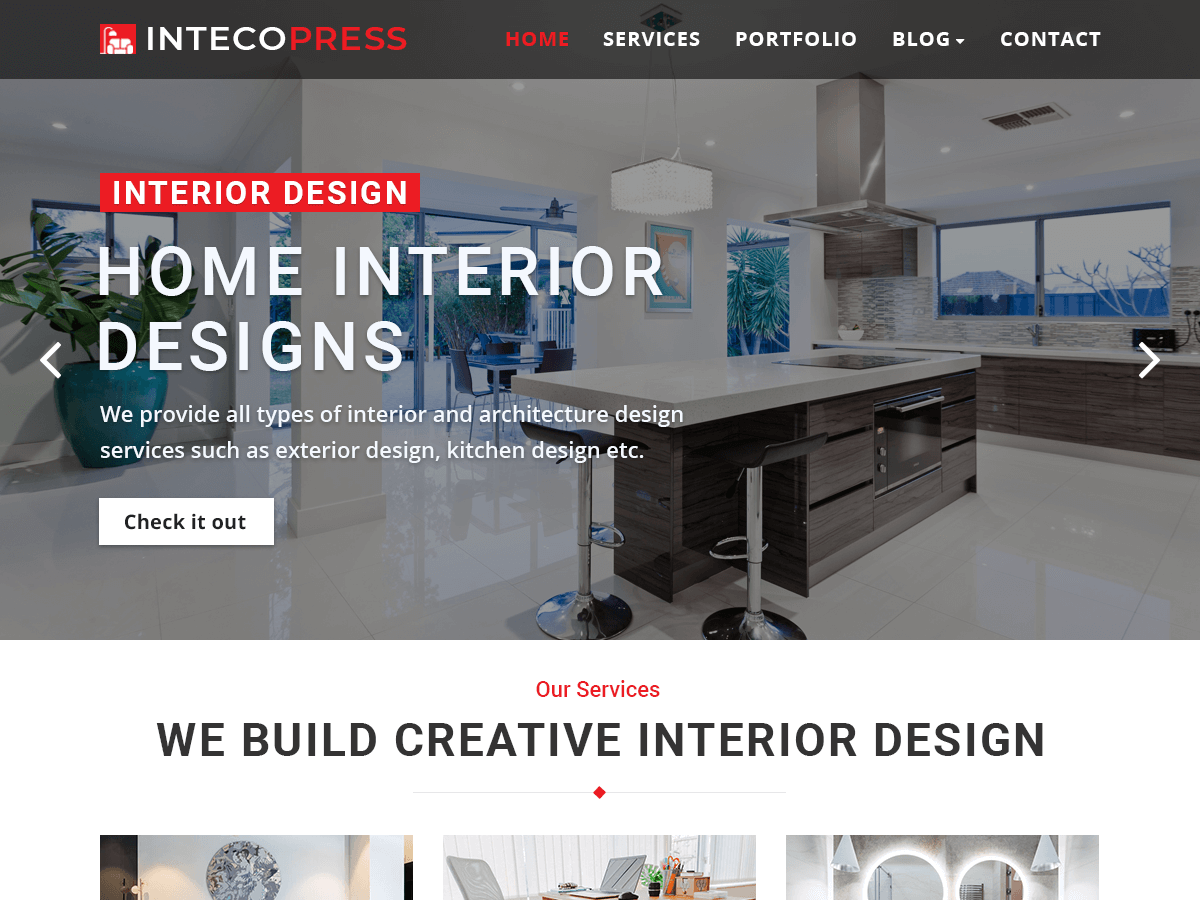 INTECOPRESS
HOME SERVICES PORTFOLIO BLOG CONTACT
INTERIOR DESIGN
HOME INTERIOR
DESIGNS
We provide all types of interior and architecture design
services such as exterior design, kitchen design etc.
Check it out
Our Services
WE BUILD CREATIVE INTERIOR DESIGN